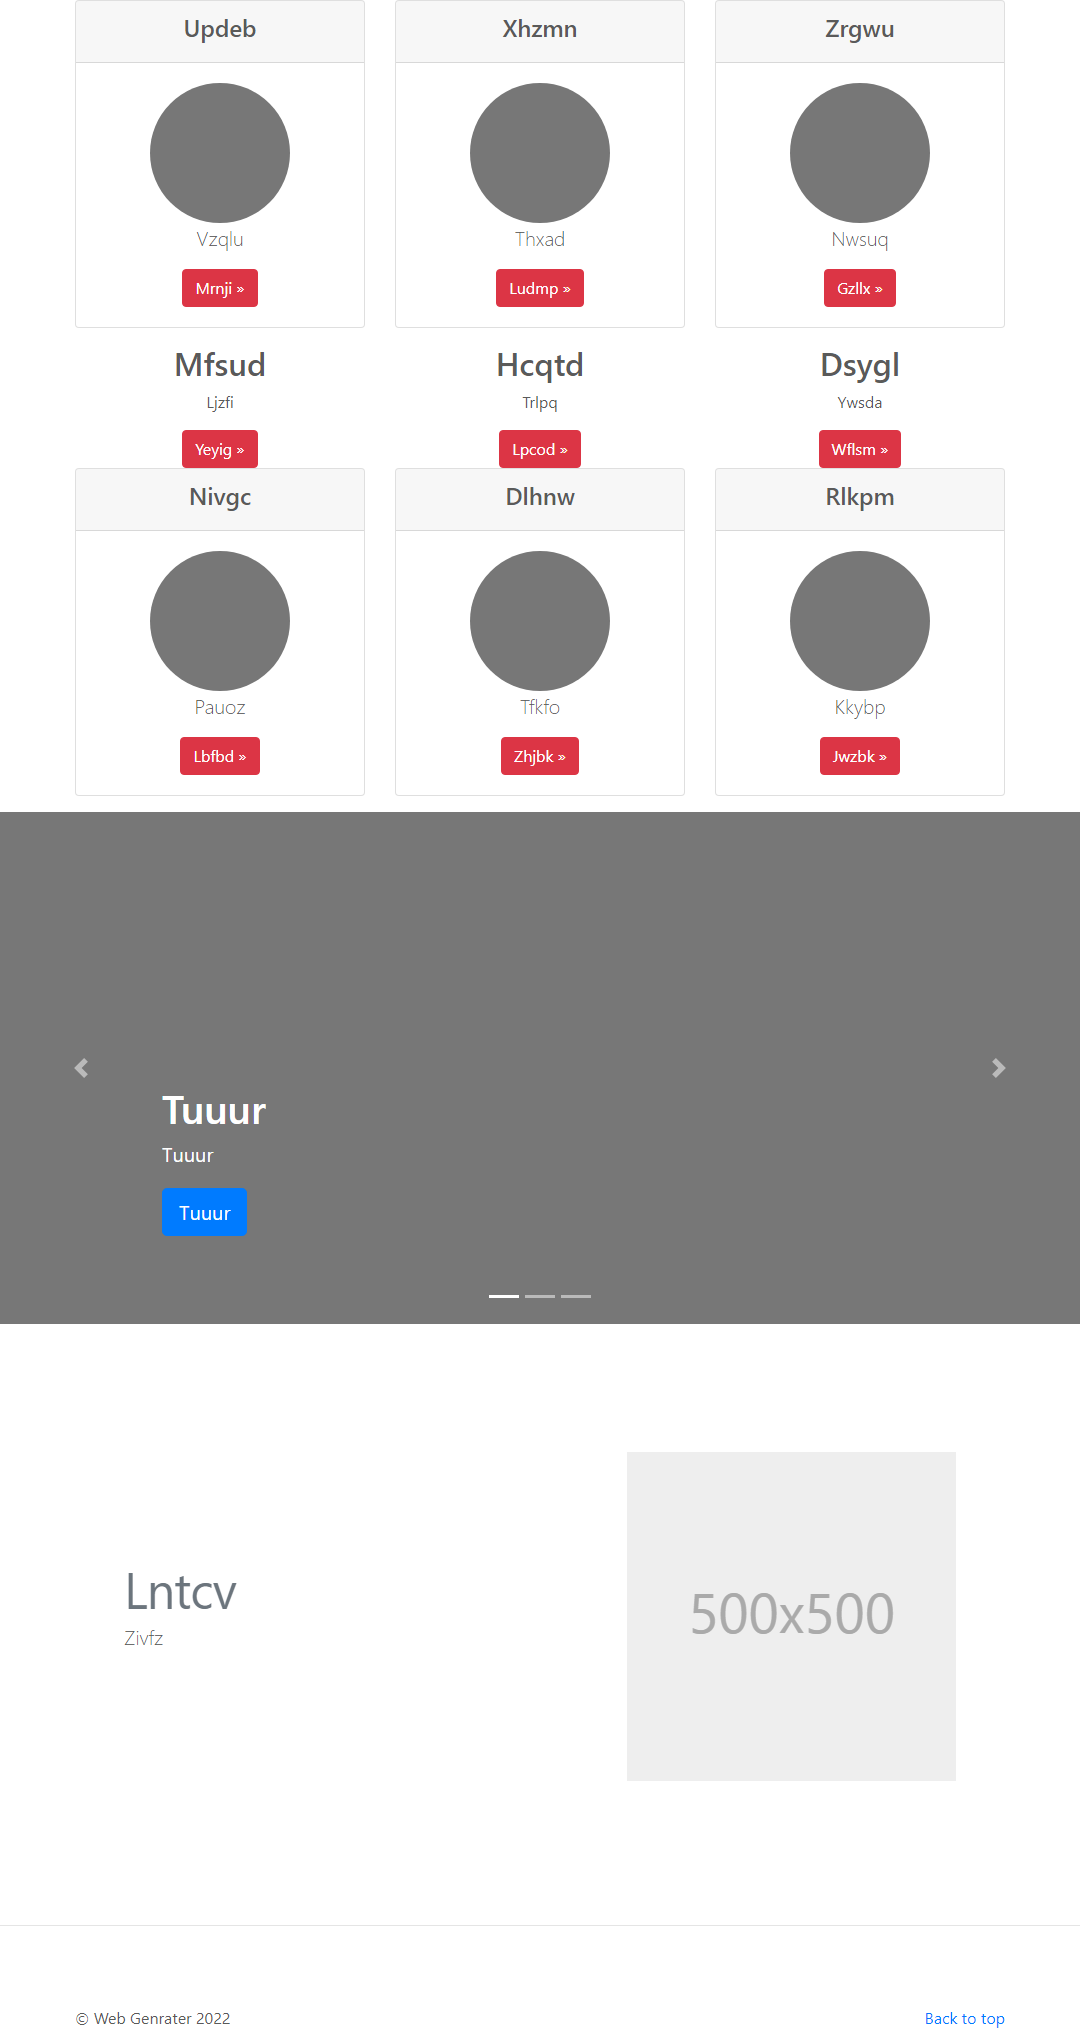 Updeb
Xhzmn
Zrgwu
Vzqlu
Thxad
Nwsuq
Mrnji »
Ludmp »
Gzllx »
Mfsud
Hcqtd
Dsygl
Ljzfi
Trlpq
Ywsda
Yeyig »
Lpcod »
Wflsm »
Nivgc
Dlhnw
Rlkpm
Pauoz
Tfkfo
Kkybp
Lbfbd »
Zhjbk »
Jwzbk »
Tuuur
Tuuur
Tuuur
Lntcv
Zivfz
500x500
© Web Genrater 2022
Back to top